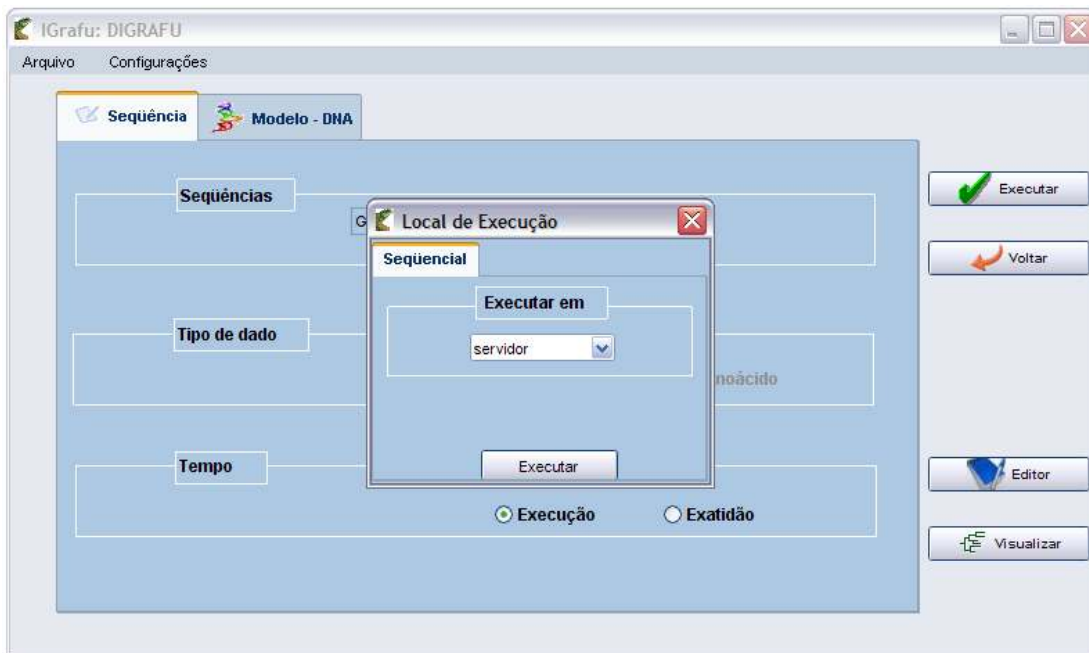 IGrafu: DIGRAFU
Arquivo Configurações
Seqüência Modelo - DNA
Seqüências
G
Local de Execução
Seqüencial
Executar em
servidor
Executar
Tipo de dado
noácido
Tempo
Execução Exatidão
Executar
Voltar
Editor
Visualizar